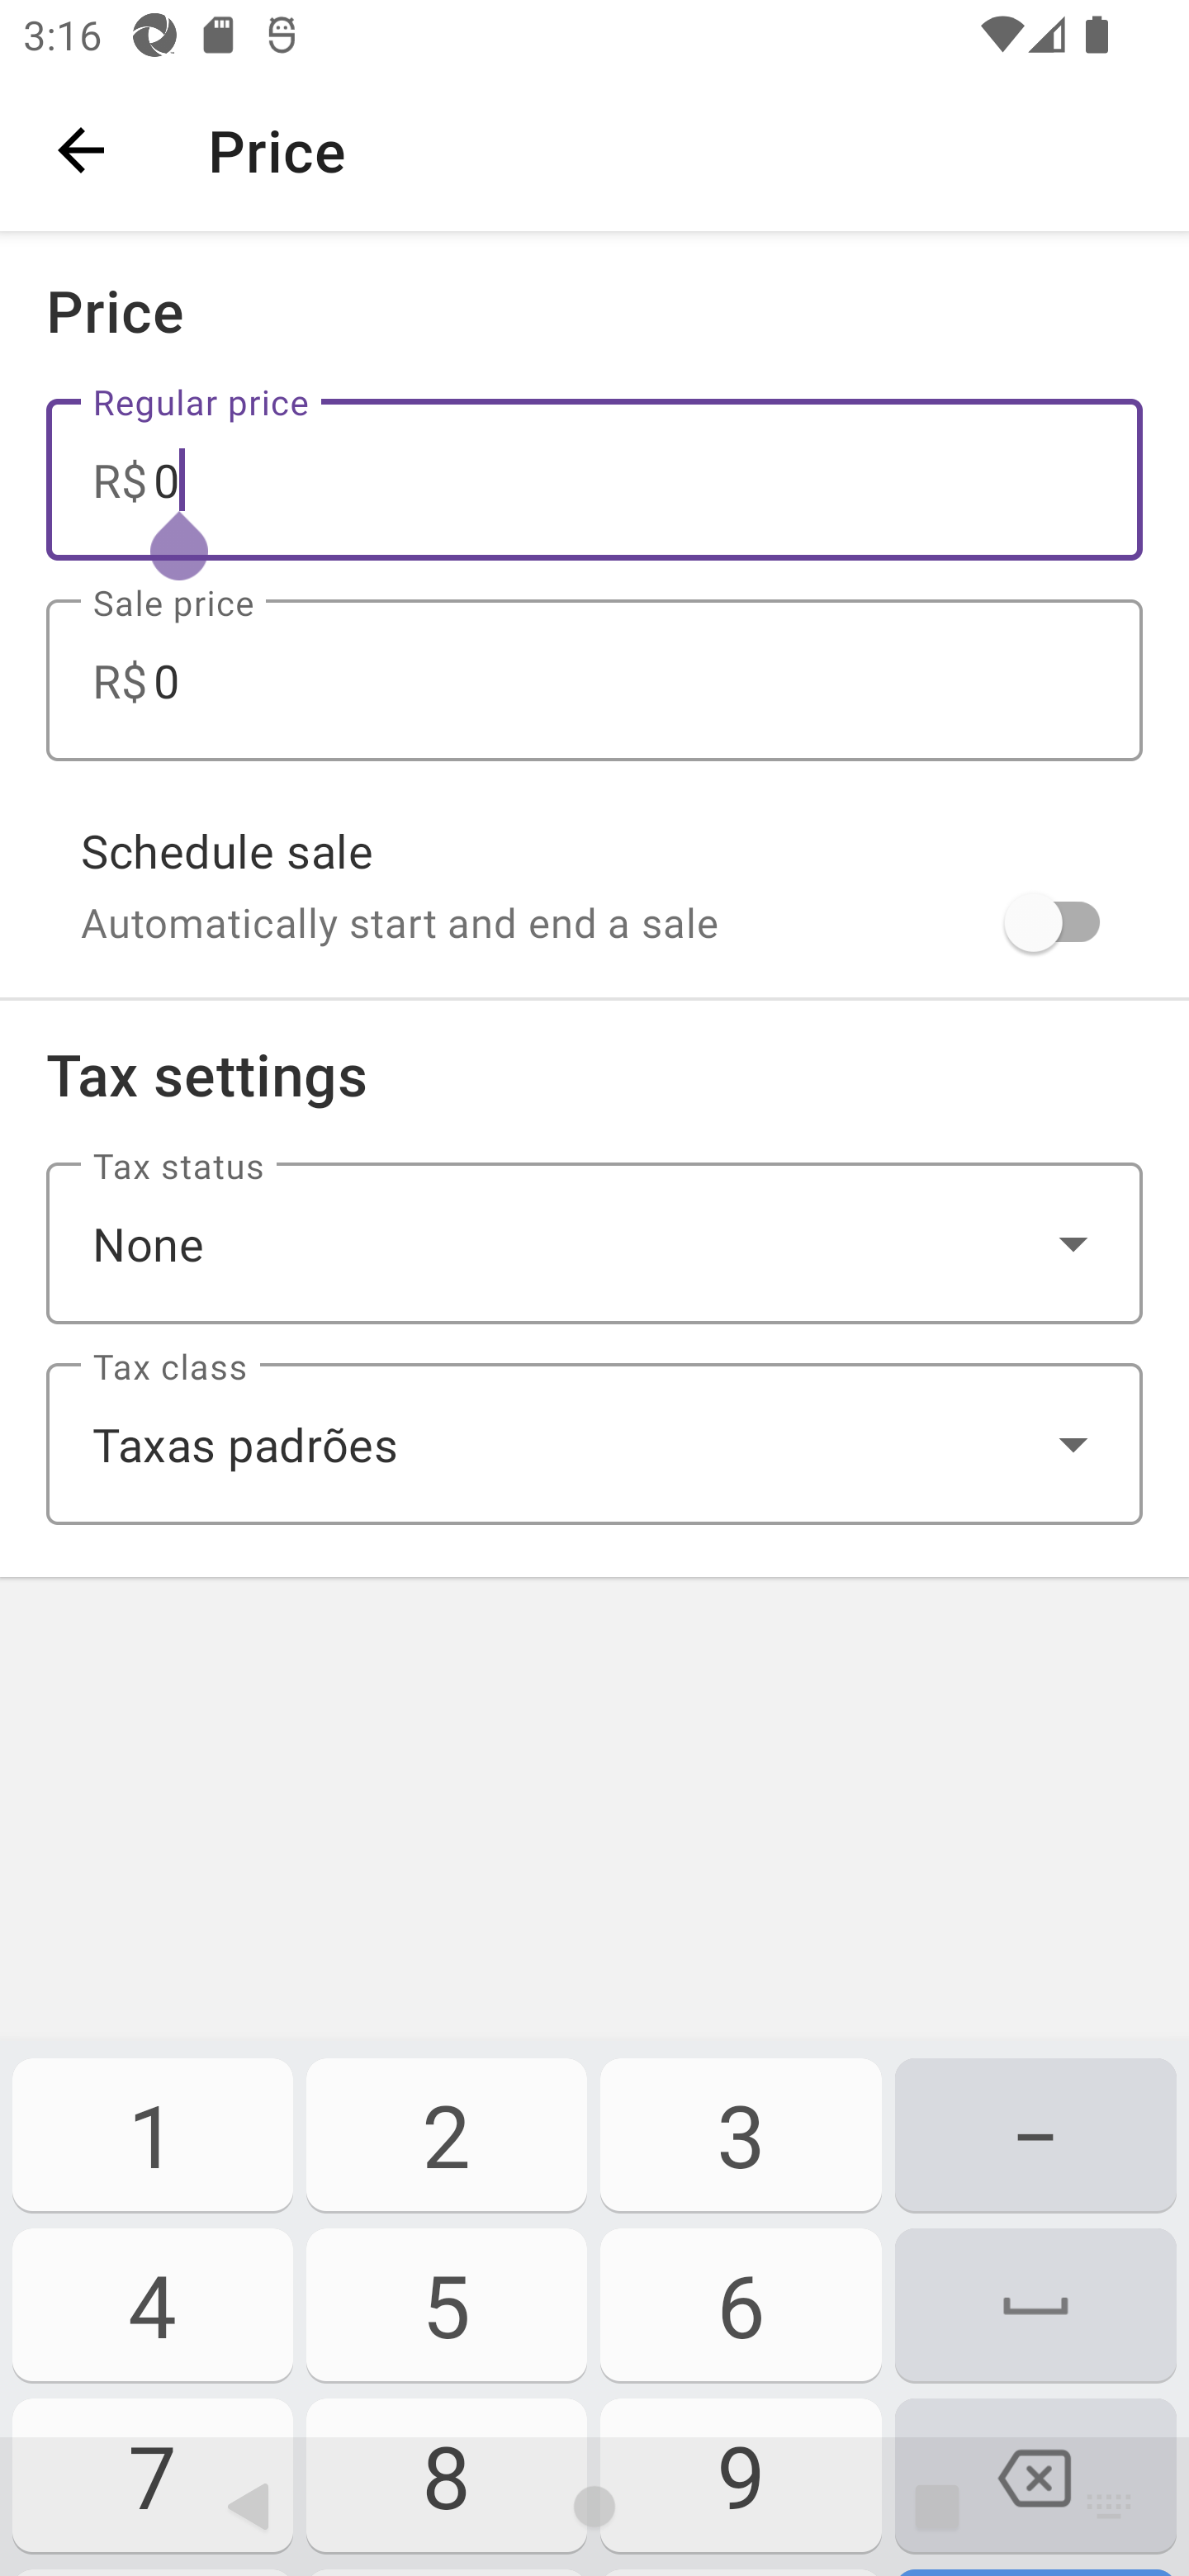 3:16
Price
Price
Regular price
R$ 0
Sale price
R$ 0
Schedule sale
Automatically start and end a sale
Tax settings
Tax status
None
Tax class
Taxas padrões
1 2 3 –
4 5 6
7 8 9